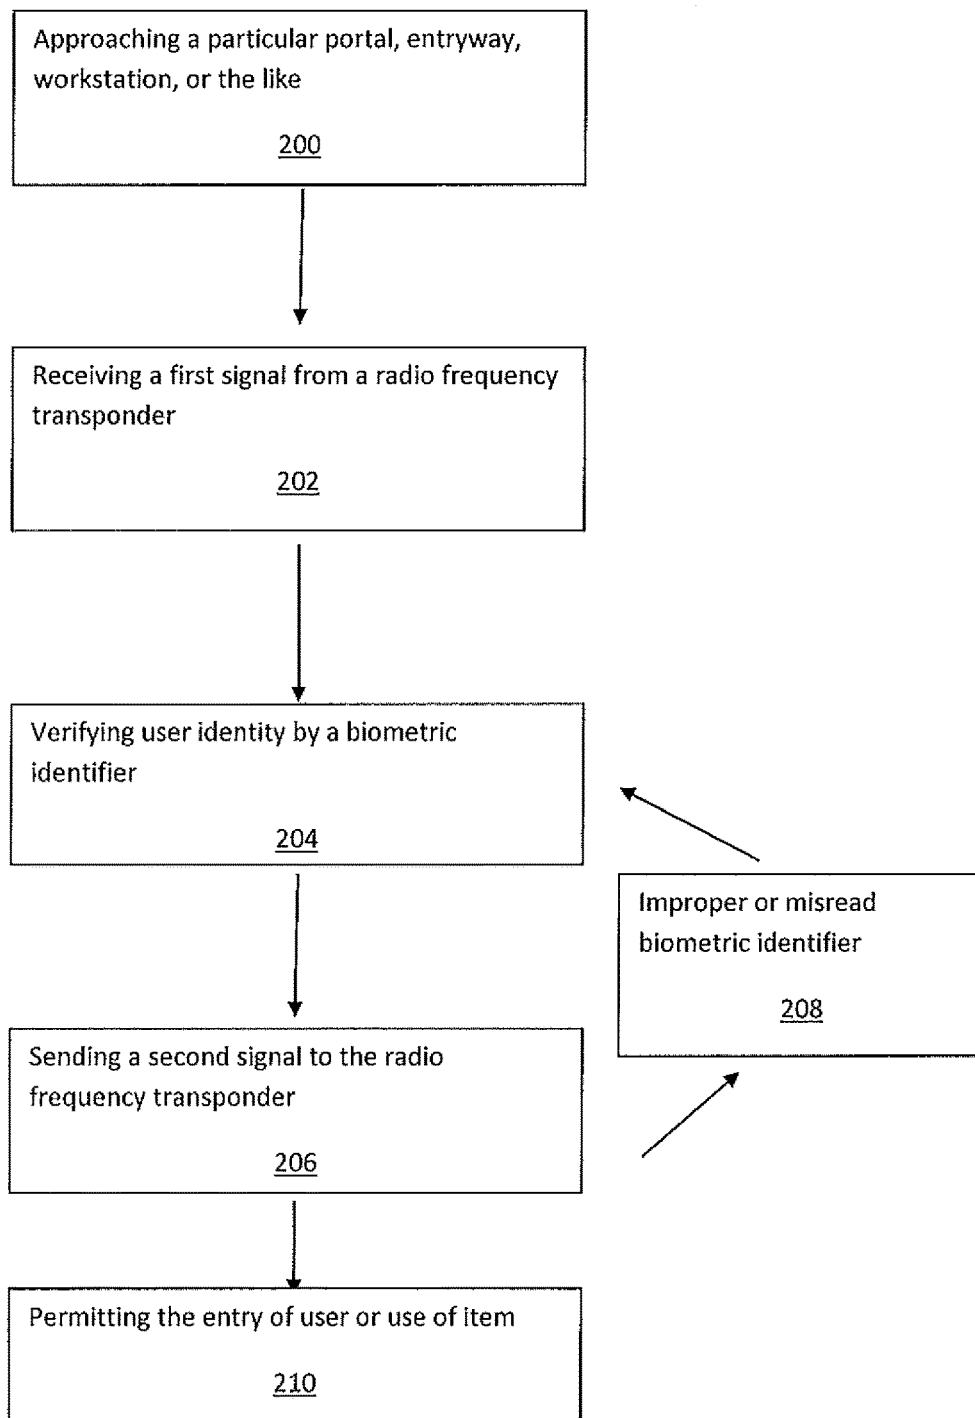 Approaching a particular portal, entryway,
workstation, or the like
200
Receiving a first signal from a radio frequency
transponder
202
Verifying user identity by a biometric
identifier
204
Improper or misread
biometric identifier
208
Sending a second signal to the radio
frequency transponder
206
Permitting the entry of user or use of item
210